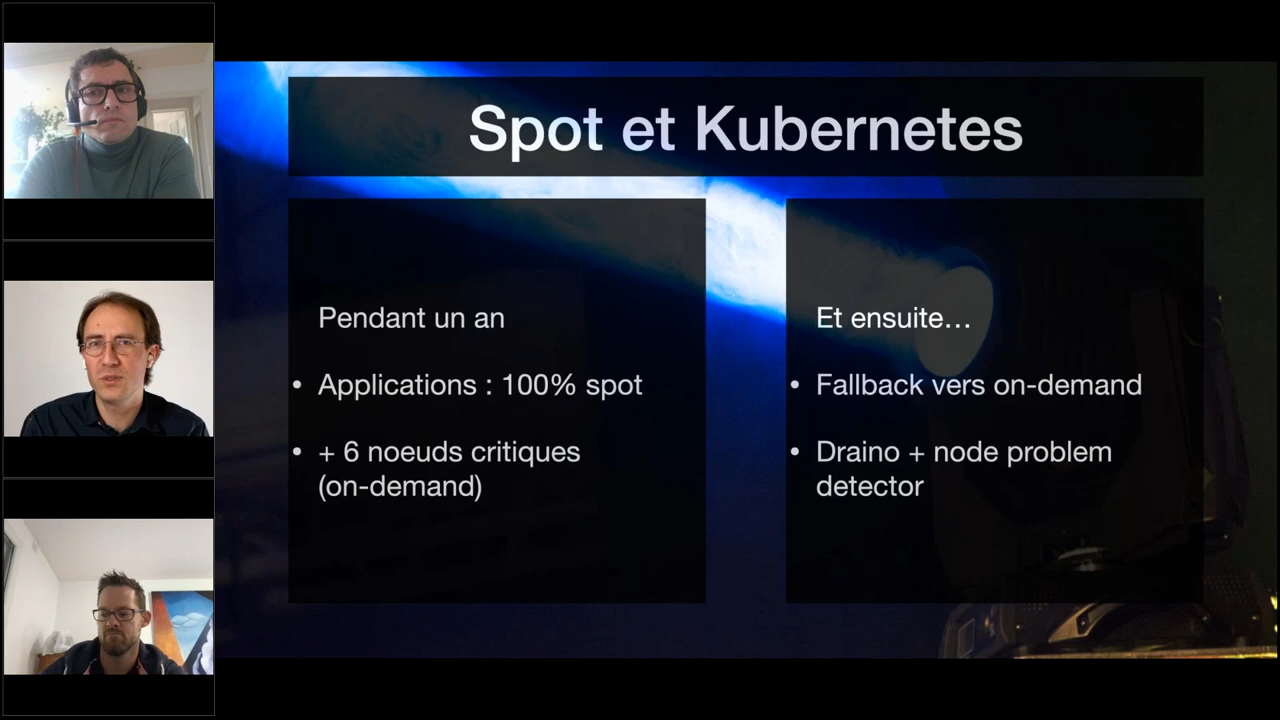 Spot et Kubernetes
Pendant un an
• Applications : 100% spot
• + 6 noeuds critiques
(on-demand)
Et ensuite…
• Fallback vers on-demand
• Draino + node problem
detector